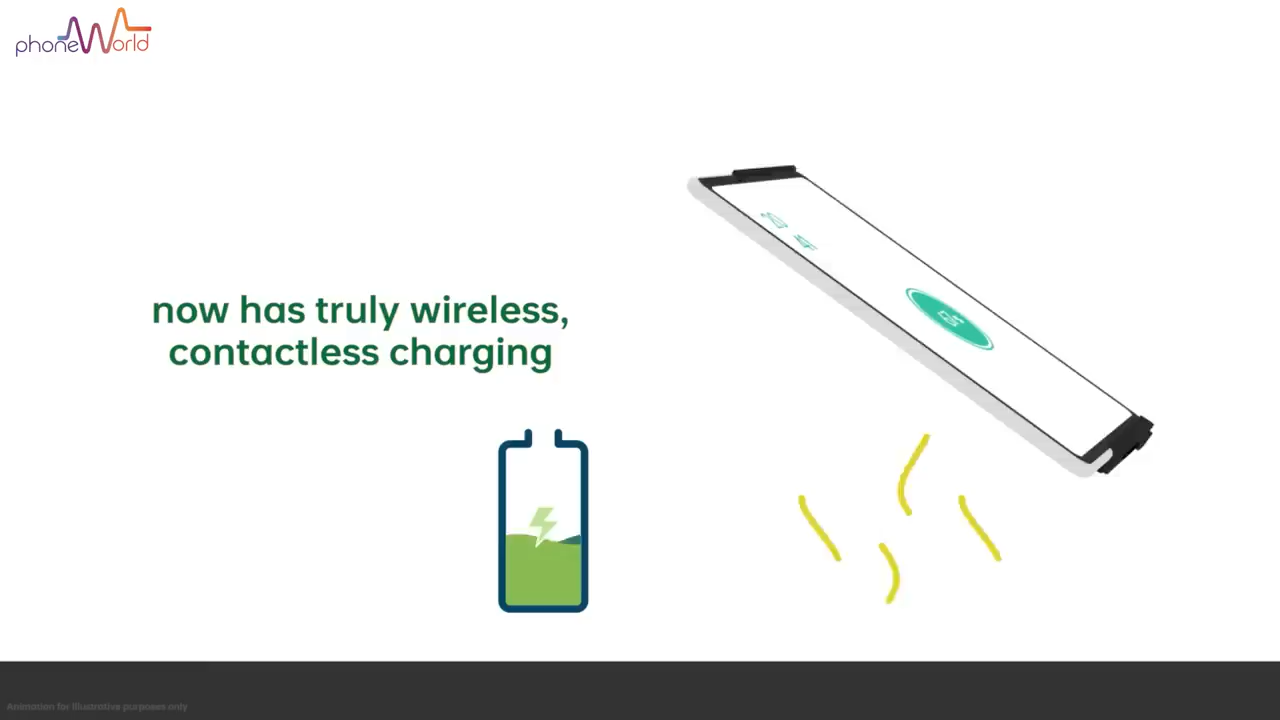 phoneWorld
now has truly wireless,
contactless charging
Animation for illustrative purposes only